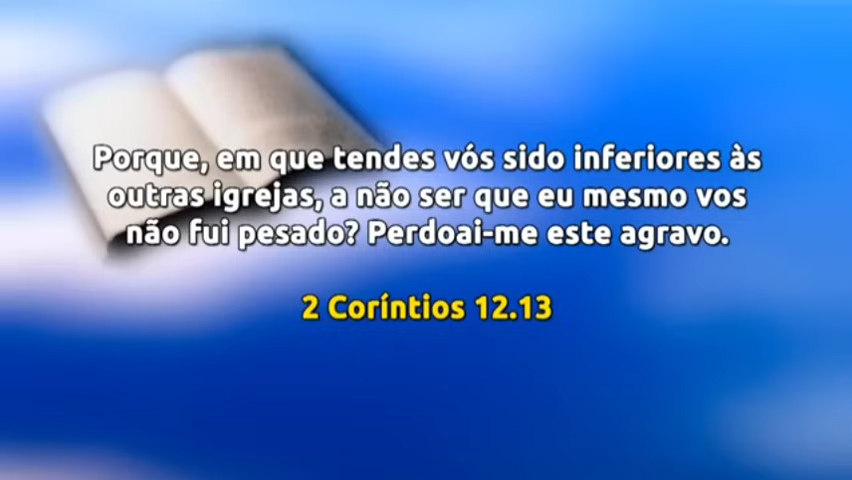 Porque, em que tendes vós sido inferiores às
outras igrejas, a não ser que eu mesmo vos
não fui pesado? Perdoai-me este agravo.
2 Coríntios 12.13